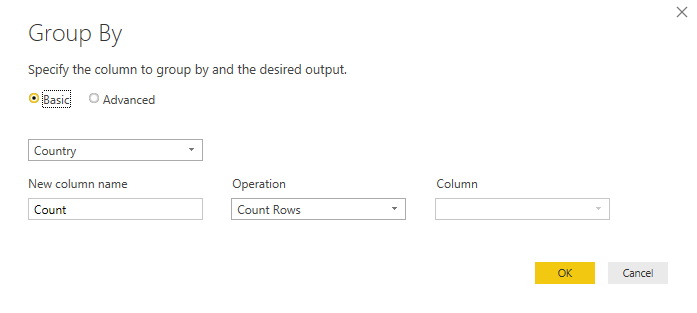 Group By
Specify the column to group by and the desired output.
Basic Advanced
Country
New column name Operation Column
Count Count Rows
OK Cancel